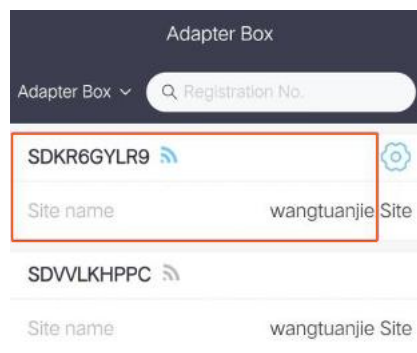 Adapter Box
Adapter Box
Registration No.
SDKR6GYLR9
Site name wangtuanjie Site
SDVVLKHPPC
Site name wangtuanjie Site